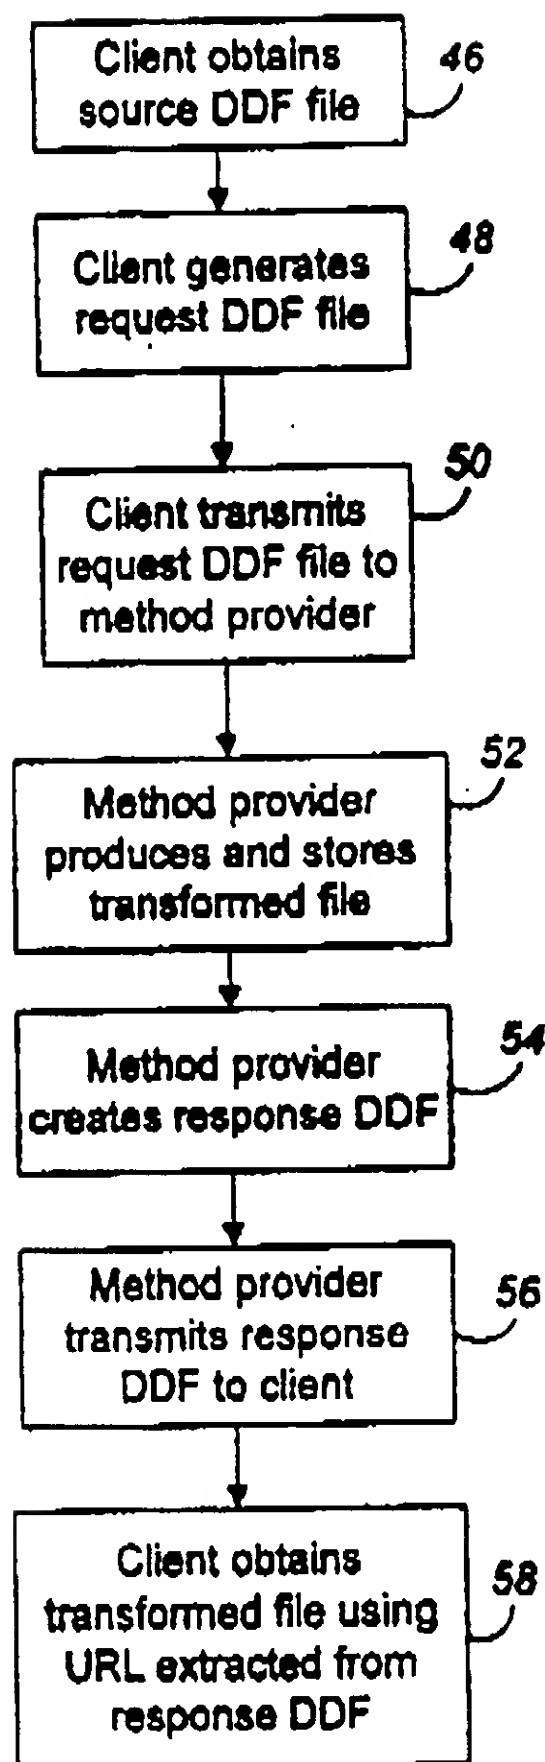 Client obtains
source DDF file
46
Client generates
request DDF file
48
Client transmits
request DDF file to
method provider
50
Method provider
produces and stores
transformed file
52
Method provider
creates response DDF
54
Method provider
transmits response
DDF to client
56
Client obtains
transformed file using
URL extracted from
response DDF
58